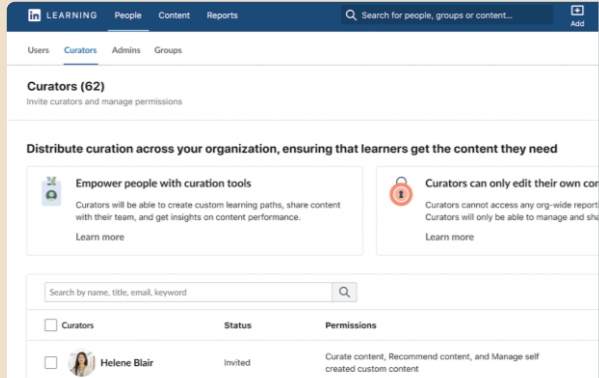 in LEARNING People Content Reports Search for people, groups or content... Add
Users Curators Admins Groups
Curators (62)
Invite curators and manage permissions
Distribute curation across your organization, ensuring that learners get the content they need
Empower people with curation tools
Curators will be able to create custom learning paths, share content
with their team, and get insights on content performance.
Learn more
Curators can only edit their own
Curators cannot access any org-wide
Curators will only be able to manage and
Learn more
Search by name, title, email, keyword
Curators Status Permissions
Helene Blair Invited Curate content, Recommend content, and Manage self
created custom content